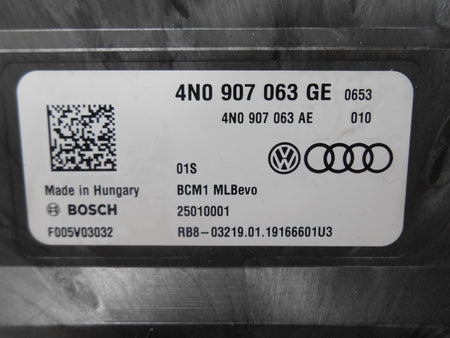 4N0 907 063 GE 0653
4N0 907 063 AE 010
01S
Made in Hungary BCM1 MLBevo
BOSCH 25010001
F005V03032 RB8-03219.01.19166601U3